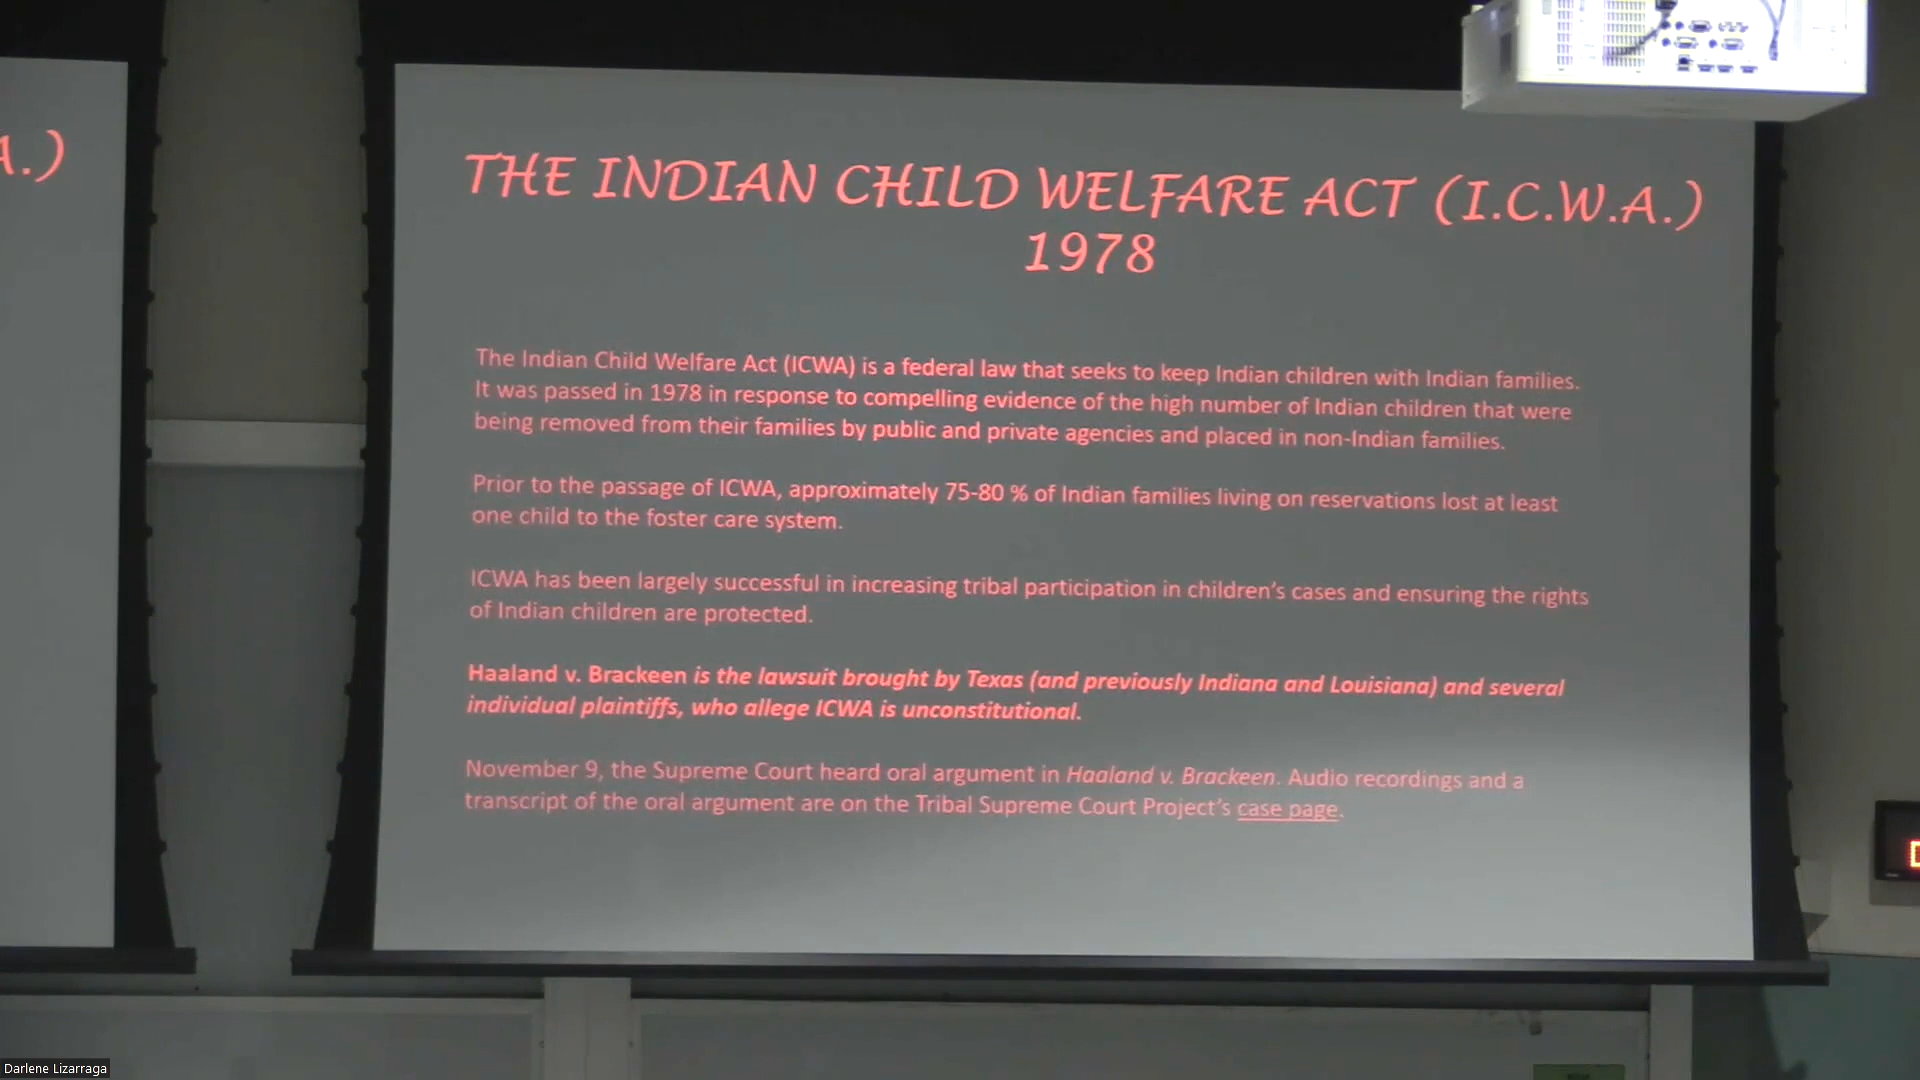 A.)
THE INDIAN CHILD WELFARE ACT (I.C.W.A.)
1978
The Indian Child Welfare Act (ICWA) is a federal law that seeks to keep Indian children with Indian families.
It was passed in 1978 in response to compelling evidence of the high number of Indian children that were
being removed from their families by public and private agencies and placed in non-Indian families.
Prior to the passage of ICWA, approximately 75-80 % of Indian families living on reservations lost at least
one child to the foster care system.
ICWA has been largely successful in increasing tribal participation in children's cases and ensuring the rights
of Indian children are protected.
Haaland v. Brackeen is the lawsuit brought by Texas (and previously Indiana and Louisiana) and several
individual plaintiffs, who allege ICWA is unconstitutional.
November 9, the Supreme Court heard oral argument in Haaland v. Brackeen. Audio recordings and a
transcript of the oral argument are on the Tribal Supreme Court Project's case page.
Darlene Lizarraga